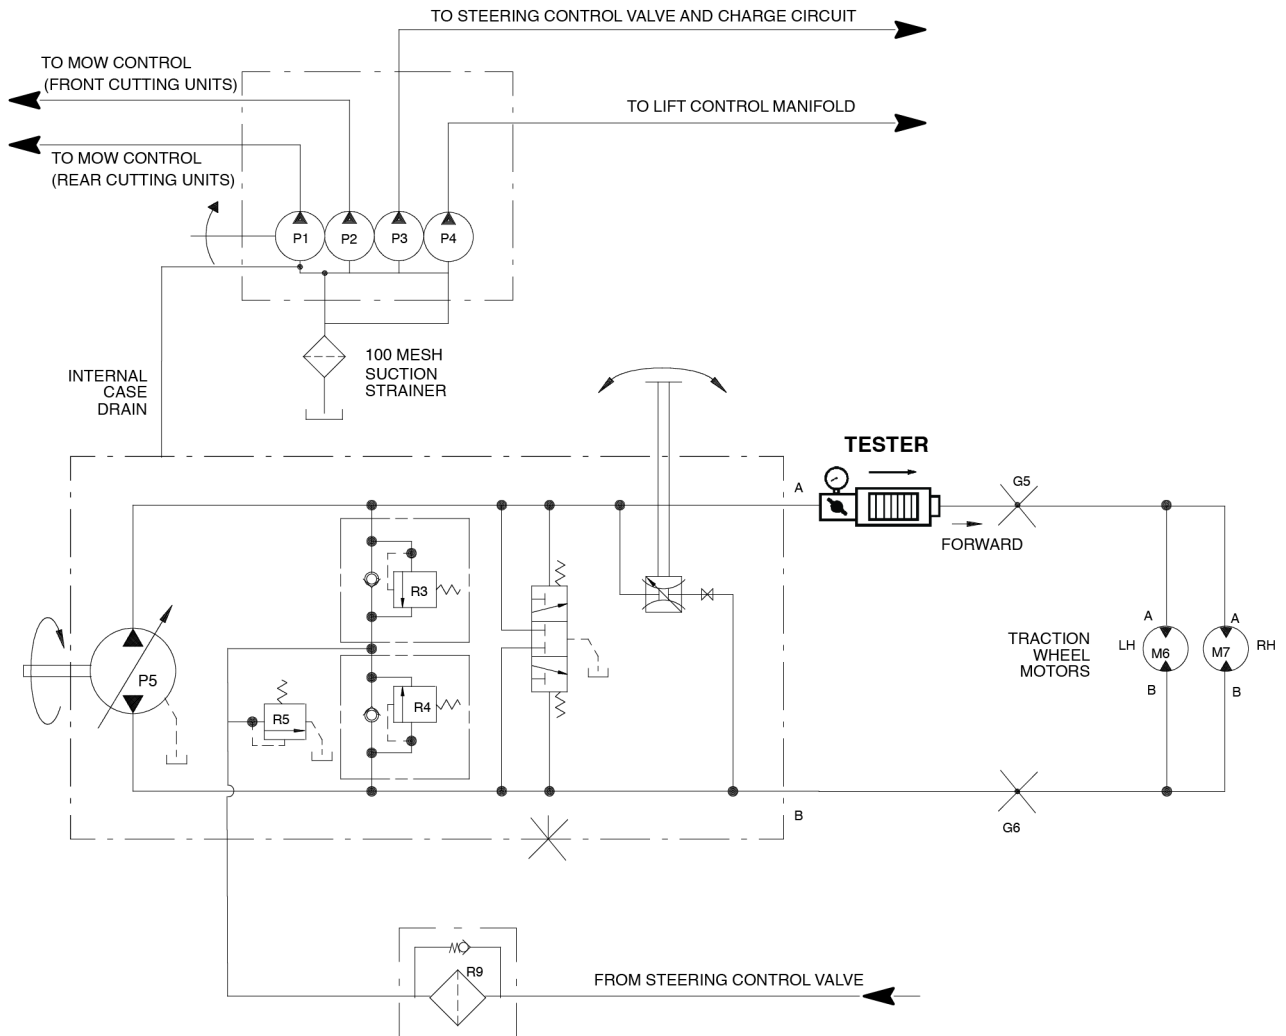 TO STEERING CONTROL VALVE AND CHARGE CIRCUIT
TO MOW CONTROL
(FRONT CUTTING UNITS)
TO LIFT CONTROL MANIFOLD
TO MOW CONTROL
(REAR CUTTING UNITS)
P1
P2
P3
P4
100 MESH
SUCTION
STRAINER
INTERNAL
CASE
DRAIN
TESTER
A
G5
FORWARD
R3
A
A
TRACTION
WHEEL
MOTORS
LH
M6
M7
RH
B
B
P5
R4
R5
B
G6
R9
FROM STEERING CONTROL VALVE